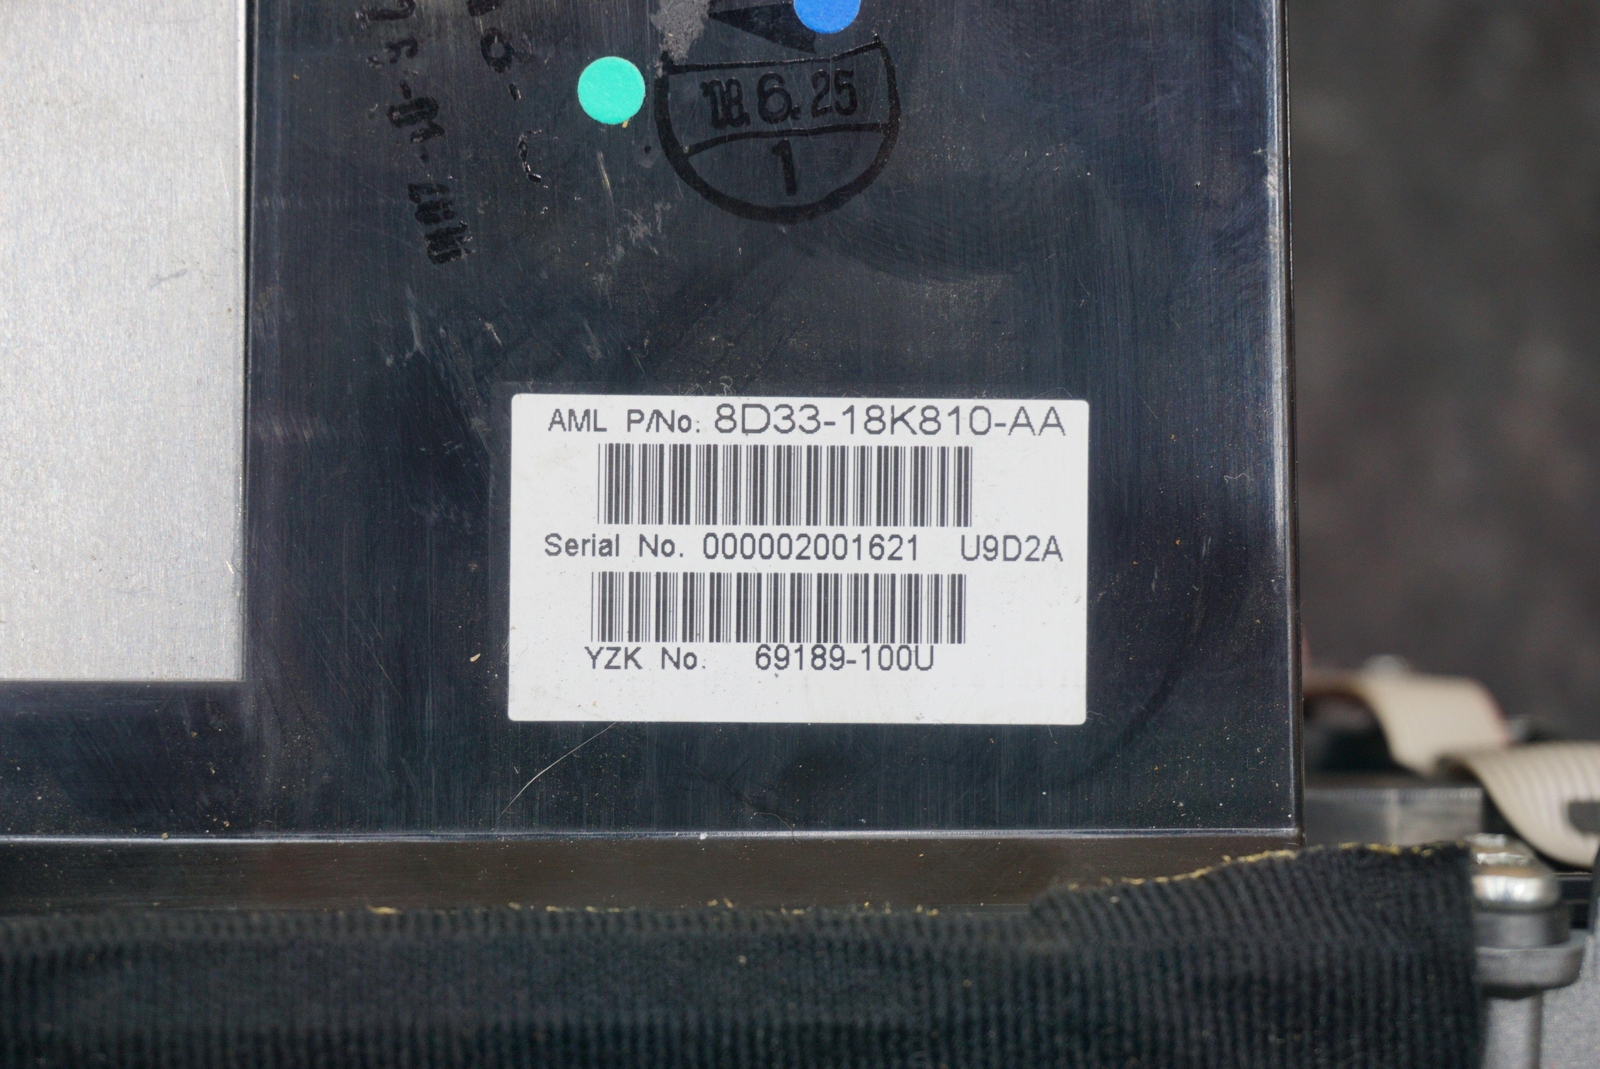 18.6.25
1
AML P/No. 8D33-18K810-AA
Serial No. 000002001621 U9D2A
YZK No. 69189-100U